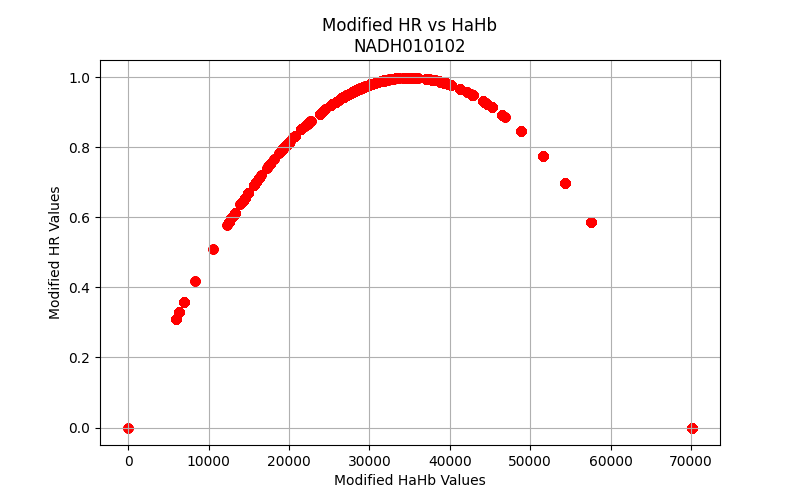 Modified HR vs HaHb
NADH010102
1.0
0.8
0.6
0.4
0.2
0.0
Modified HR Values
0 10000 20000 30000 40000 50000 60000 70000
Modified HaHb Values